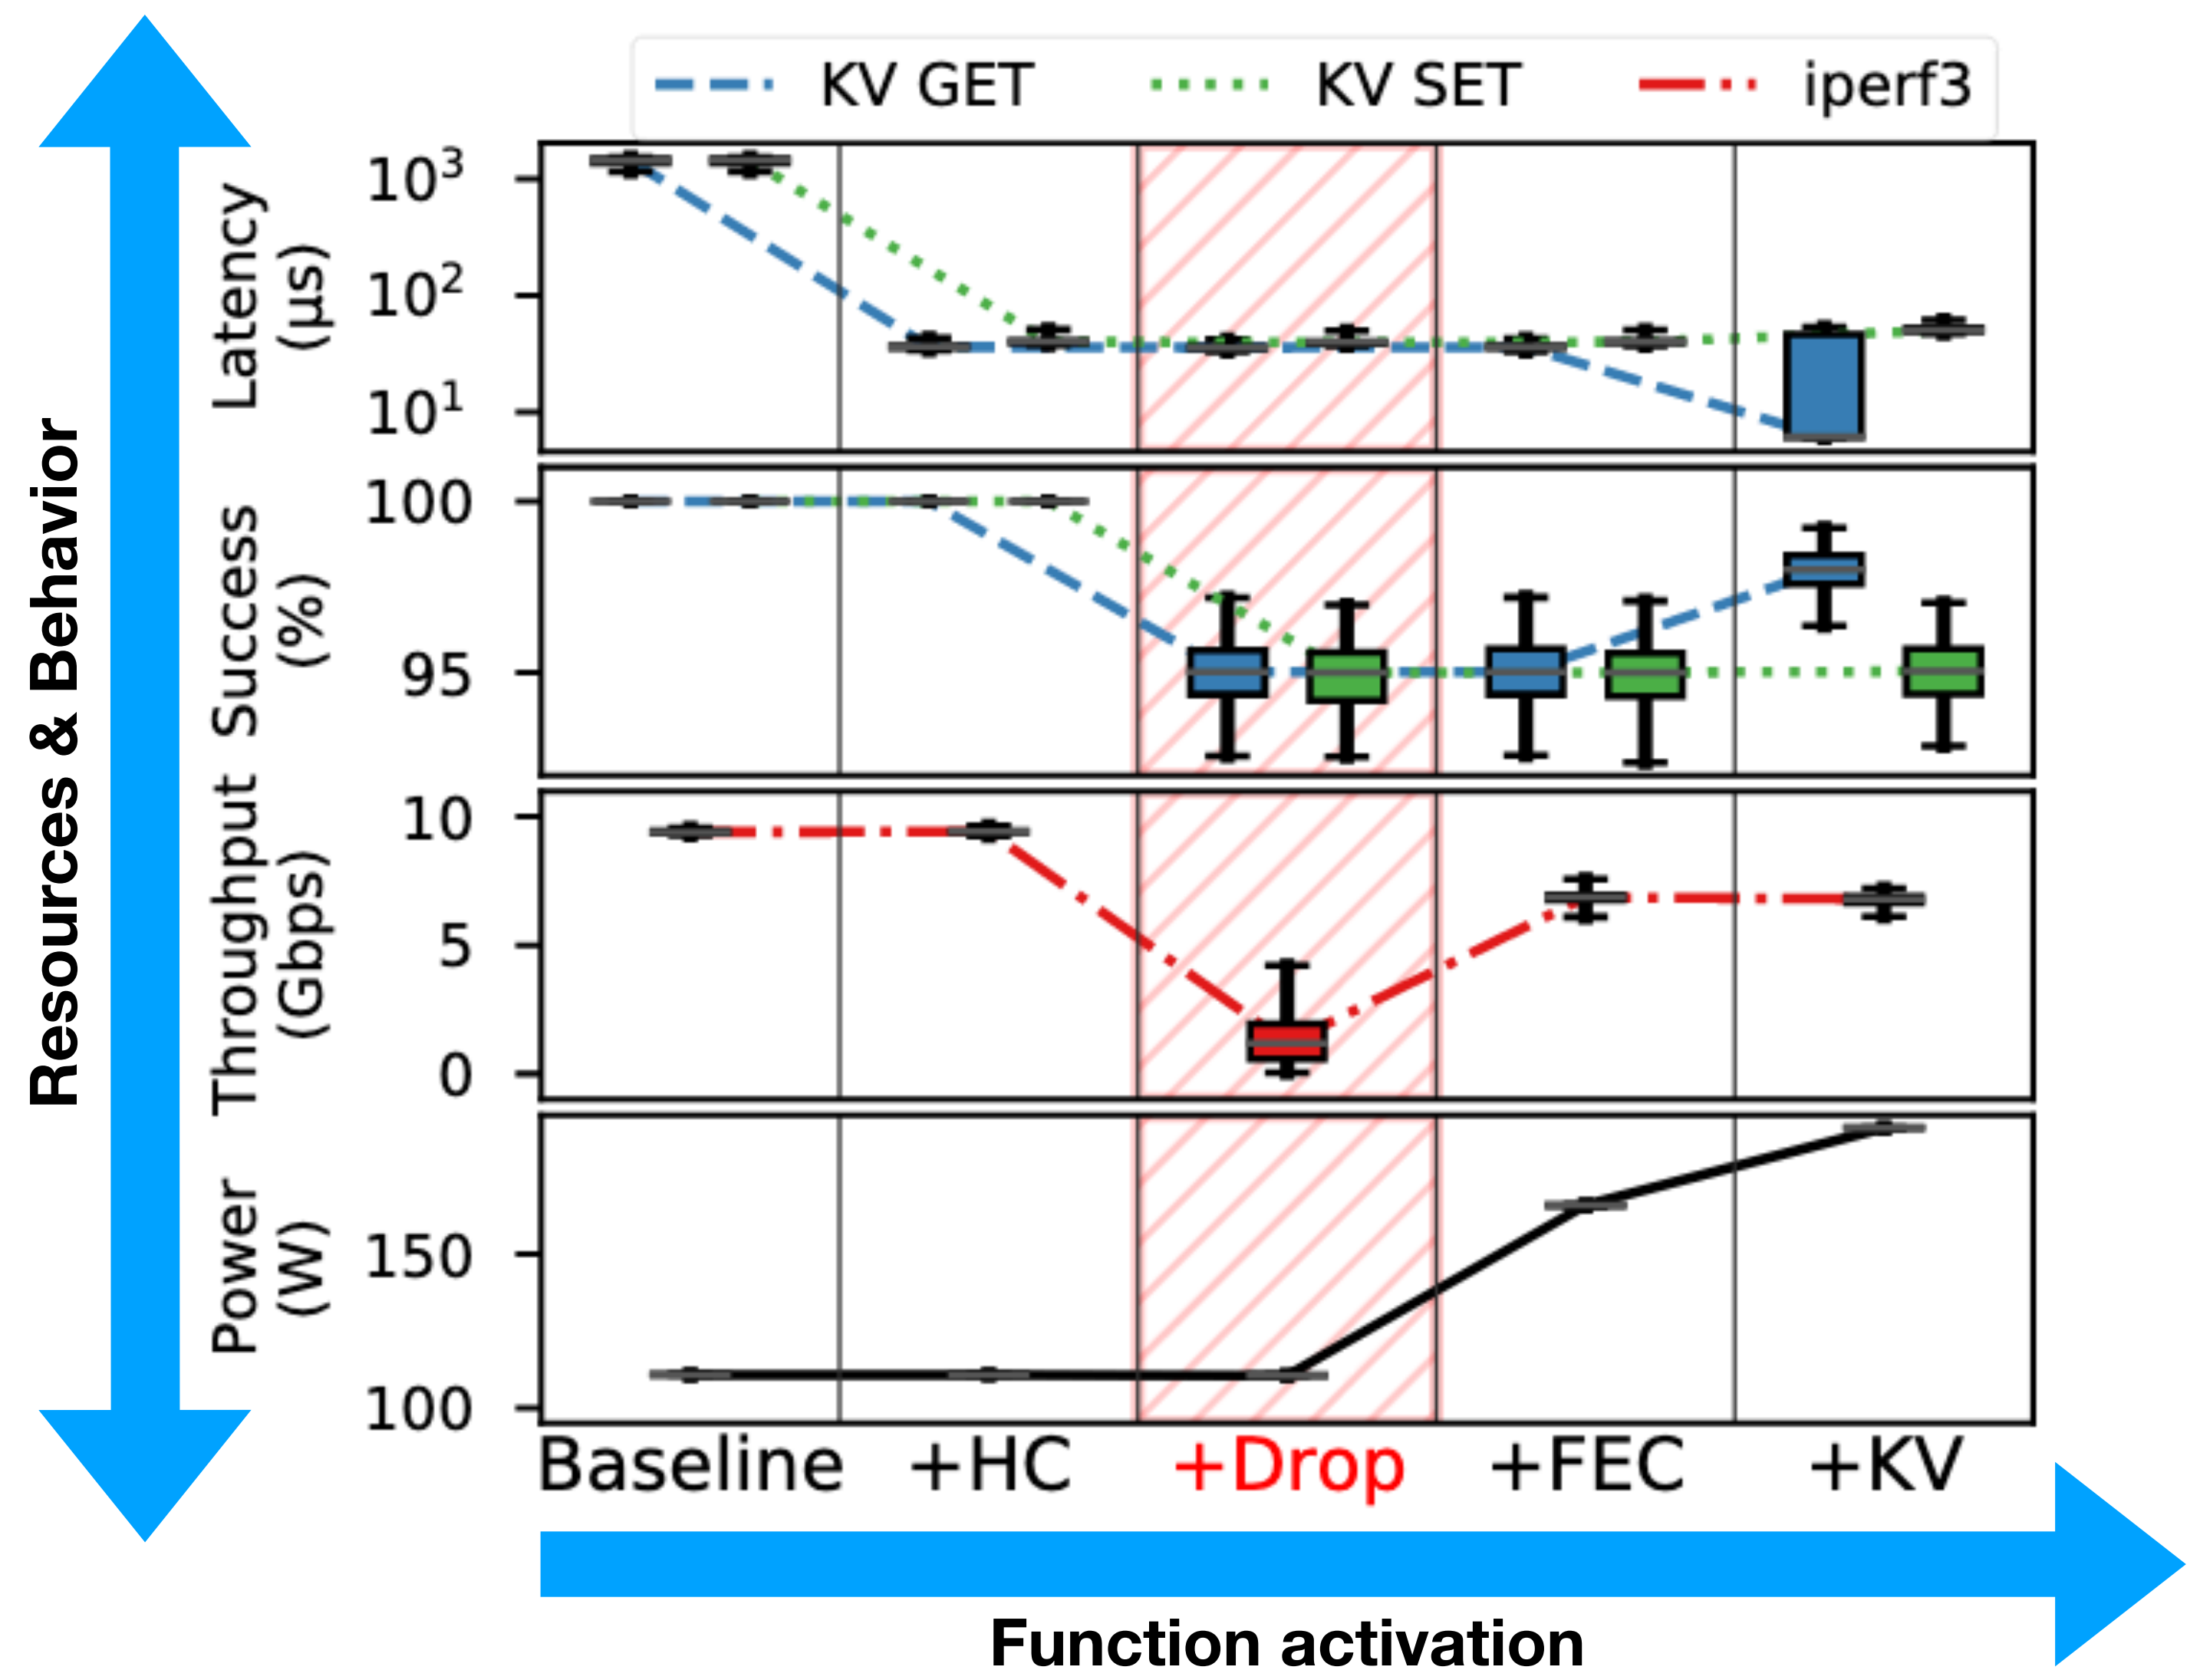 KV GET
KV SET
iperf3
Resources & Behavior
Latency
(µs)
10³
10²
10¹
Success
(%)
100
95
Throughput
(Gbps)
10
5
0
Power
(W)
150
100
Baseline
+HC
+Drop
+FEC
+KV
Function activation